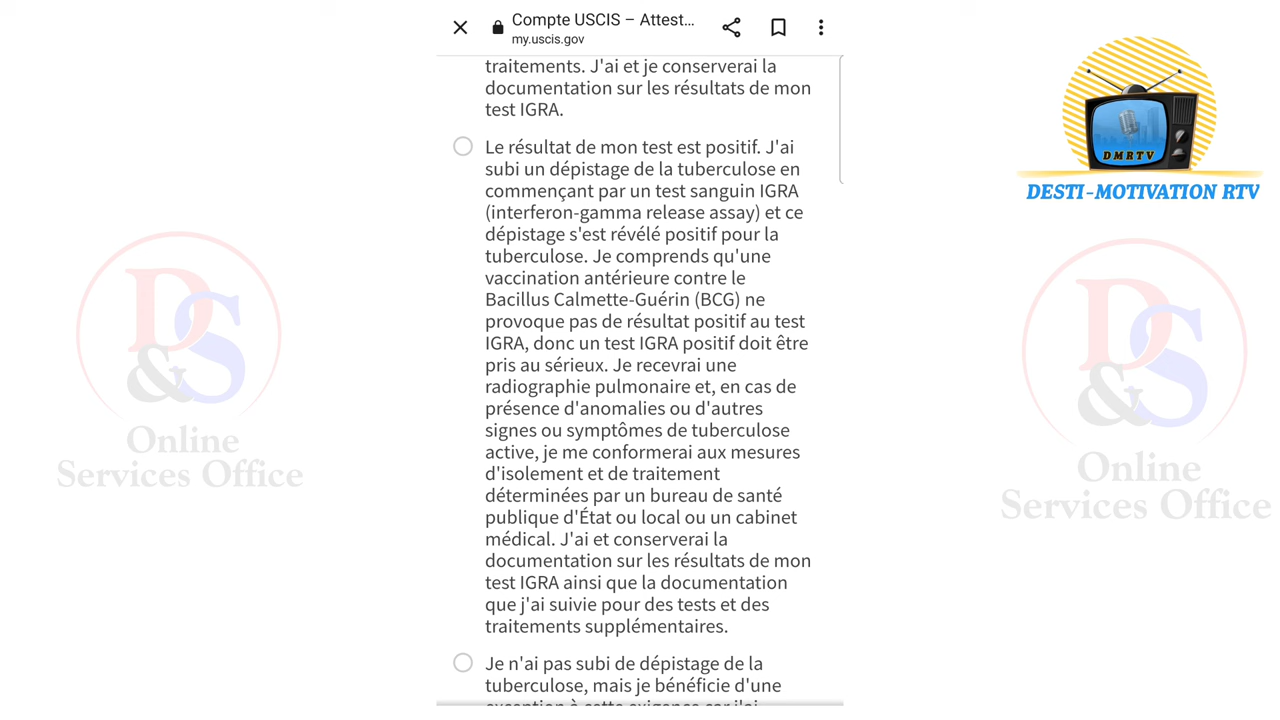 Compte USCIS – Attest...
my.uscis.gov
traitements. J'ai et je conserverai la
documentation sur les résultats de mon
test IGRA.
Le résultat de mon test est positif. J'ai
subi un dépistage de la tuberculose en
commençant par un test sanguin IGRA
(interferon-gamma release assay) et ce
dépistage s'est révélé positif pour la
tuberculose. Je comprends qu'une
vaccination antérieure contre le
Bacillus Calmette-Guérin (BCG) ne
provoque pas de résultat positif au test
IGRA, donc un test IGRA positif doit être
pris au sérieux. Je recevrai une
radiographie pulmonaire et, en cas de
présence d'anomalies ou d'autres
signes ou symptômes de tuberculose
active, je me conformerai aux mesures
d'isolement et de traitement
déterminées par un bureau de santé
publique d'État ou local ou un cabinet
médical. J'ai et conserverai la
documentation sur les résultats de mon
test IGRA ainsi que la documentation
que j'ai suivie pour des tests et des
traitements supplémentaires.
Je n'ai pas subi de dépistage de la
tuberculose, mais je bénéficie d'une
exception à cette exigence car j'ai
DMRTV
DESTI-MOTIVATION RTV
D&S
Online
Services Office
D&S
Online
Services Office